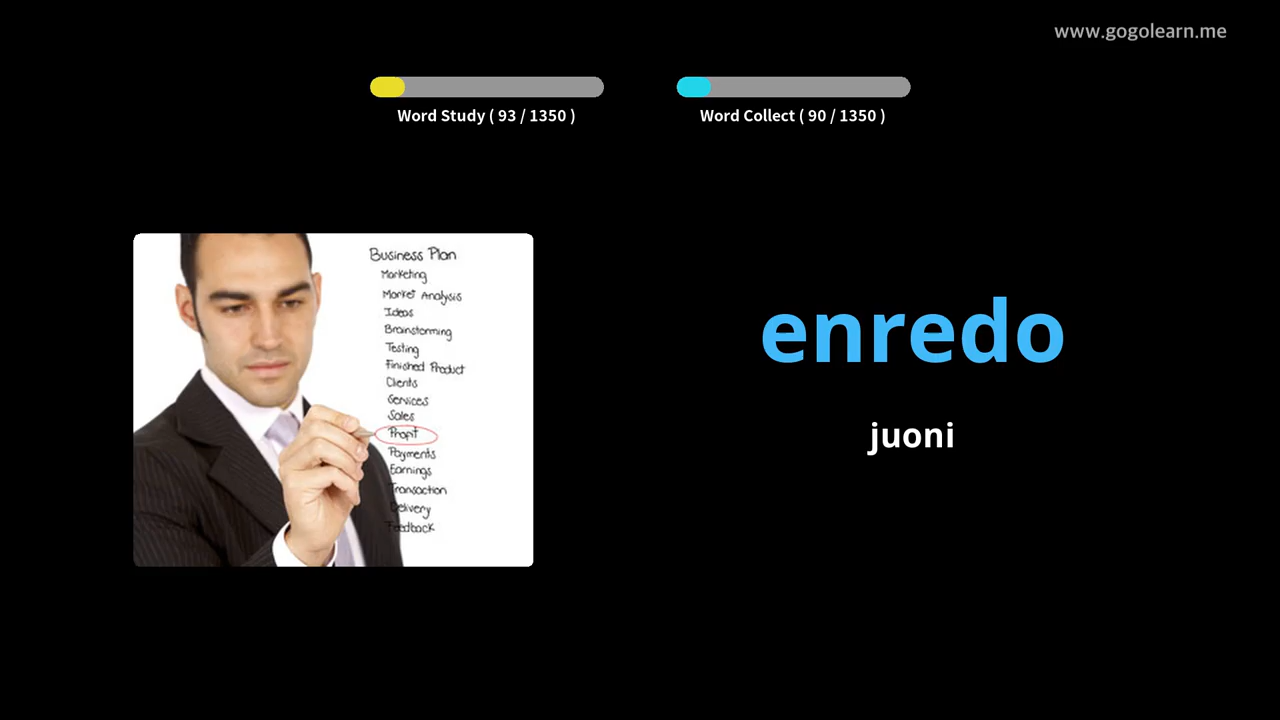 www.gogolearn.me
Word Study ( 93 / 1350 )
Word Collect ( 90 / 1350 )
Business Plan
Marketing
Market Analysis
Ideas
Brainstorming
Testing
Finished Product
Clients
Services
Sales
Profit
Payments
Earnings
Transaction
Delivery
Feedback
enredo
juoni